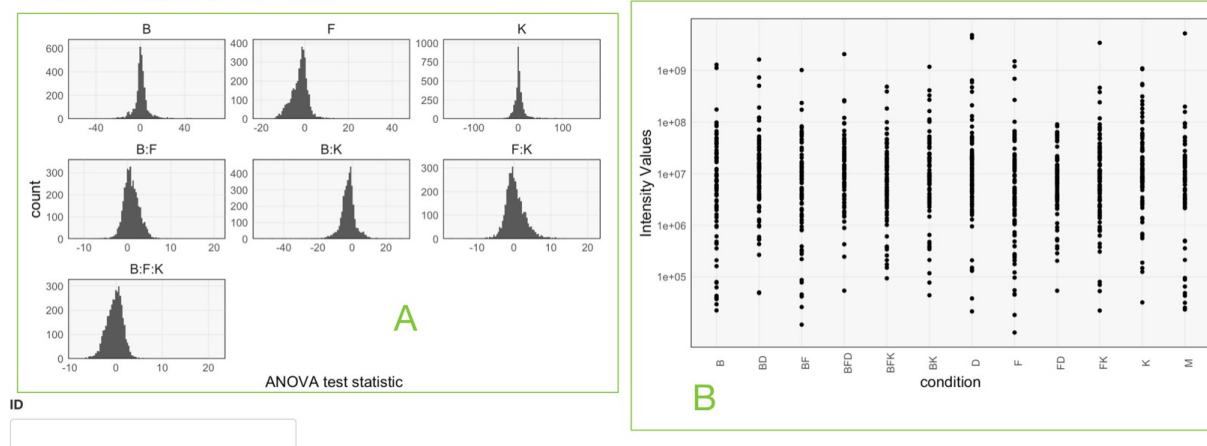 B
600
400
200
0
-40 0 40
F
400
300
200
100
0
-20 0 20 40
K
1000
750
500
250
0
-100 0 100
B:F
300
200
100
0
-10 0 10 20
B:K
400
300
200
100
0
-40 -20 0 20
F:K
300
200
100
0
-10 0 10 20
B:F:K
300
200
100
0
-10 0 10 20
count
ANOVA test statistic
A
ID
Intensity Values
1e+09
1e+08
1e+07
1e+06
1e+05
B BD BF BFD BFK BK D F FD FK K M
condition
B